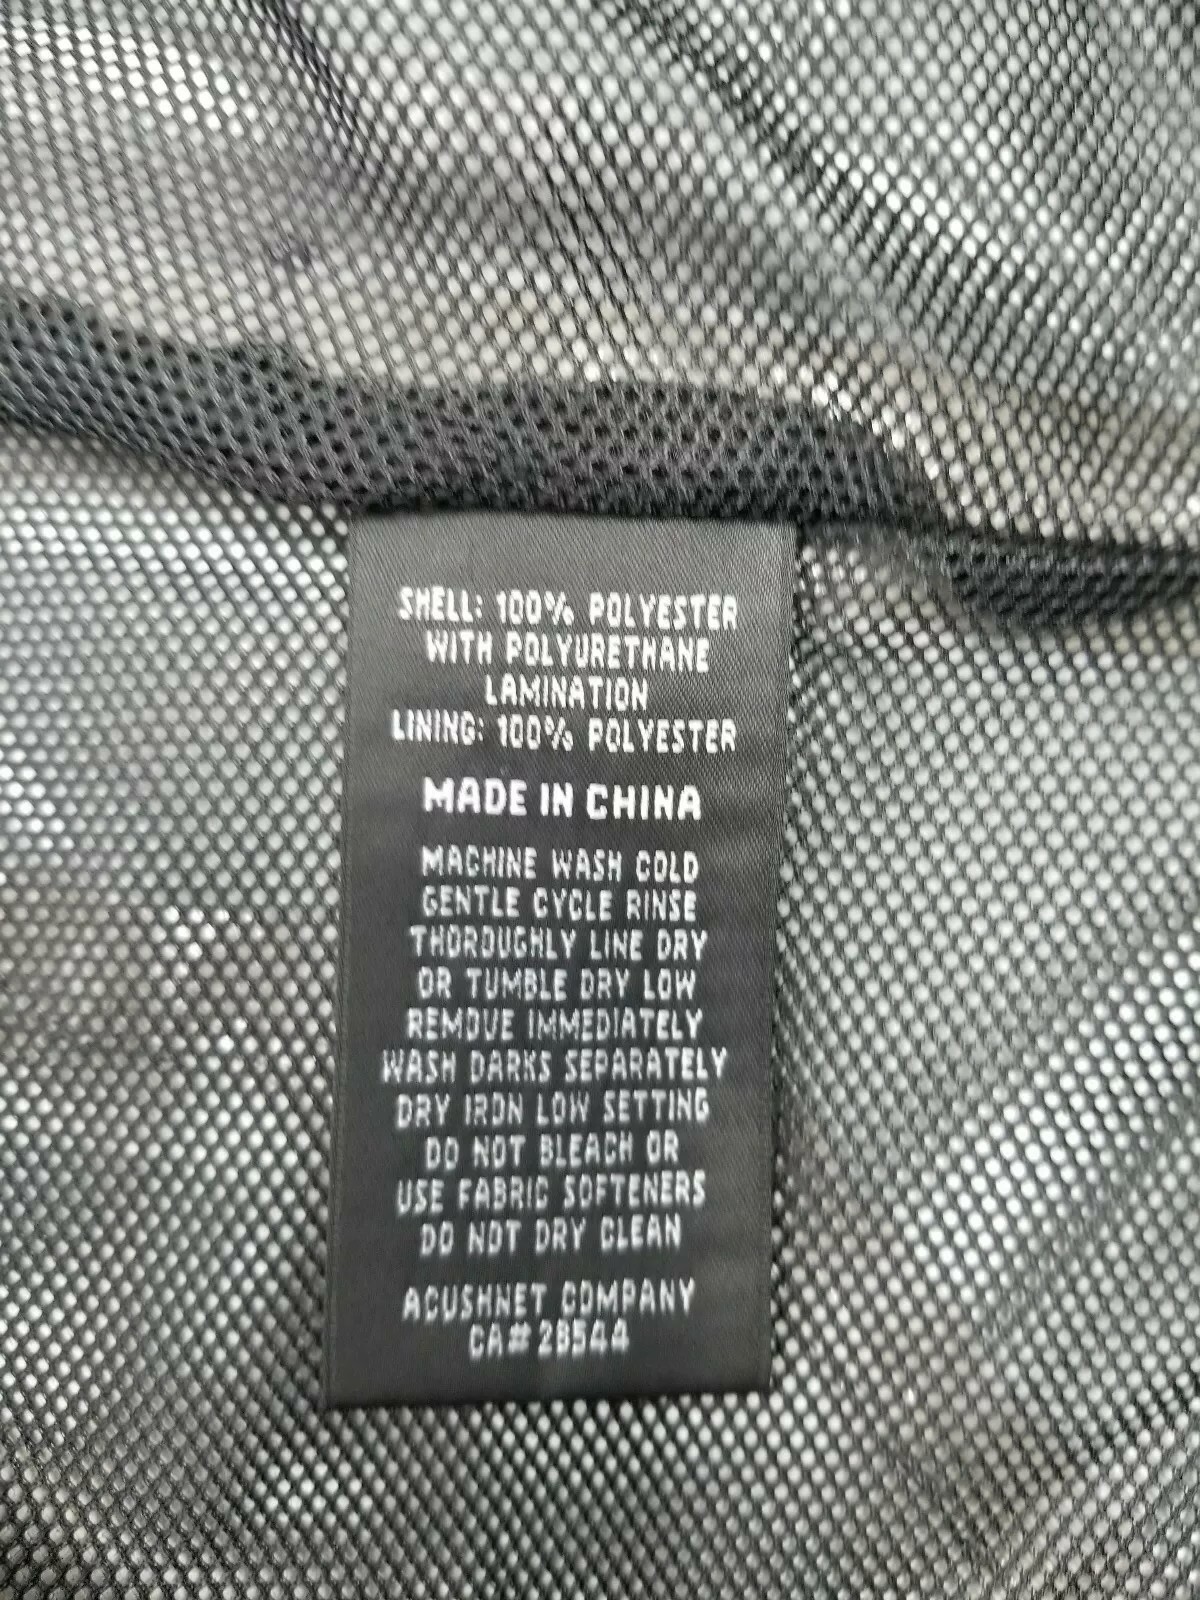 SHELL: 100% POLYESTER
WITH POLYURETHANE
LAMINATION
LINING: 100% POLYESTER
MADE IN CHINA
MACHINE WASH COLD
GENTLE CYCLE RINSE
THOROUGHLY LINE DRY
OR TUMBLE DRY LOW
REMOVE IMMEDIATELY
WASH DARKS SEPARATELY
DRY IRON LOW SETTING
DO NOT BLEACH OR
USE FABRIC SOFTENERS
DO NOT DRY CLEAN
ACUSHNET COMPANY
CA# 28544